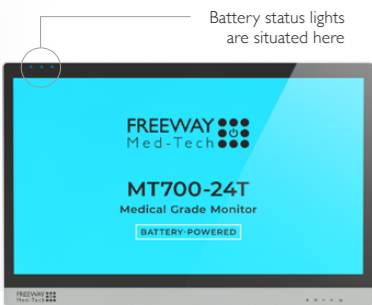 Battery status lights
are situated here
FREEWAY
Med-Tech
MT700-24T
Medical Grade Monitor
BATTERY-POWERED
FREEWAY
Med-Tech